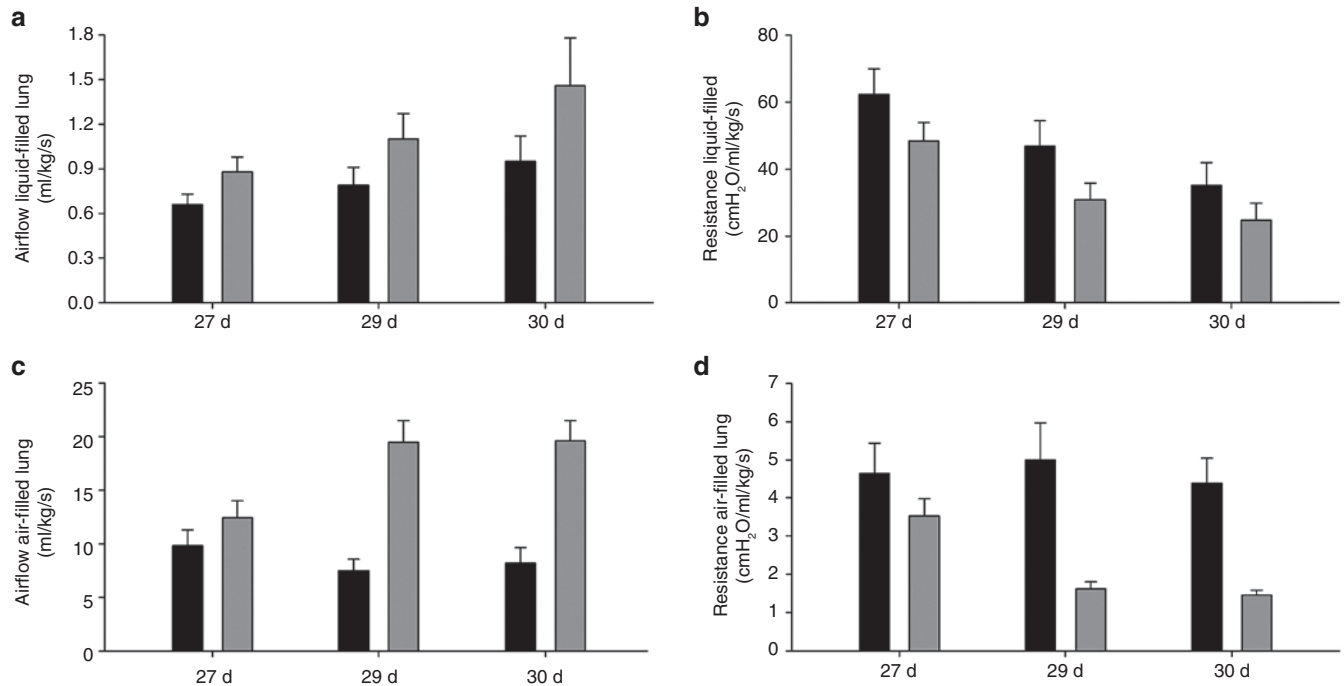 a
Airflow liquid-filled lung
(ml/kg/s)
1.8
1.5
1.2
0.9
0.6
0.3
0.0
27 d
29 d
30 d
b
Resistance liquid-filled
(cmH₂O/ml/kg/s)
80
60
40
20
0
27 d
29 d
30 d
c
Airflow air-filled lung
(ml/kg/s)
25
20
15
10
5
0
27 d
29 d
30 d
d
Resistance air-filled lung
(cmH₂O/ml/kg/s)
7
6
5
4
3
2
1
0
27 d
29 d
30 d